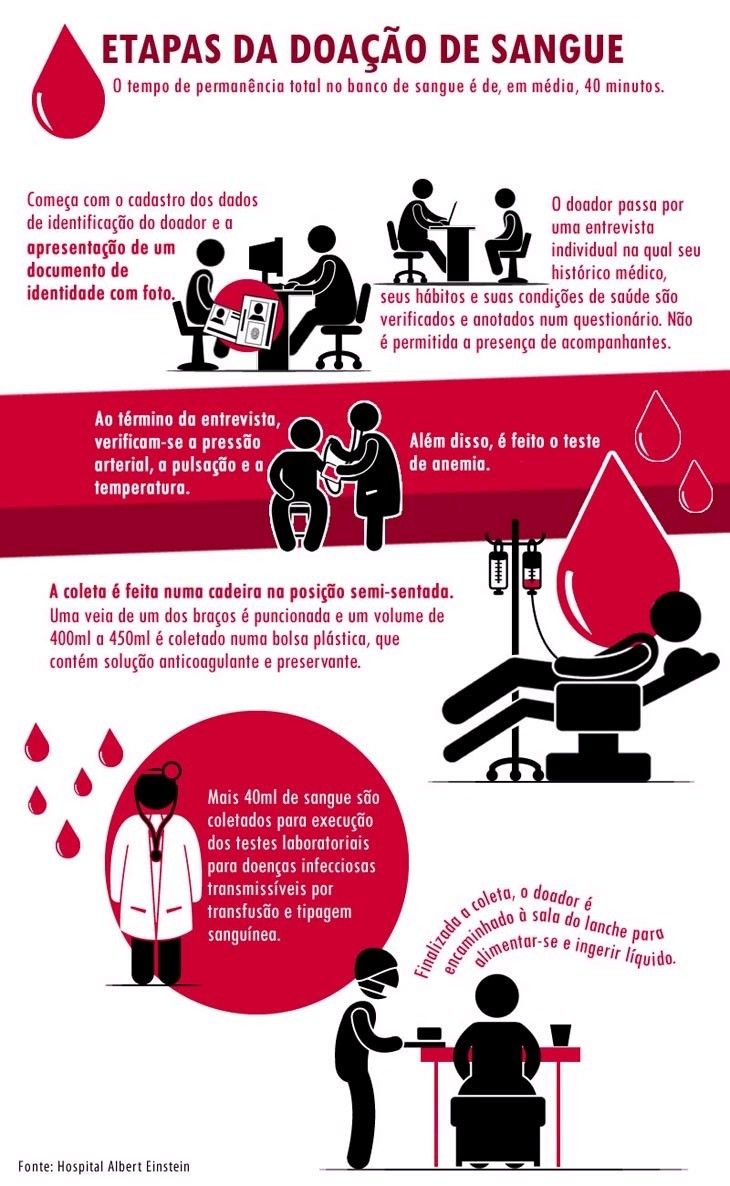 ETAPAS DA DOAÇÃO DE SANGUE
O tempo de permanência total no banco de sangue é de, em média, 40 minutos.
Começa com o cadastro dos dados
de identificação do doador e a
apresentação de um
documento de
identidade com foto.
O doador passa por
uma entrevista
individual na qual seu
histórico médico,
seus hábitos e suas condições de saúde são
verificados e anotados num questionário. Não
é permitida a presença de acompanhantes.
Ao término da entrevista,
verificam-se a pressão
arterial, a pulsação e a
temperatura.
Além disso, é feito o teste
de anemia.
A coleta é feita numa cadeira na posição semi-sentada.
Uma veia de um dos braços é puncionada e um volume de
400ml a 450ml é coletado numa bolsa plástica, que
contém solução anticoagulante e preservante.
Mais 40ml de sangue são
coletados para execução
dos testes laboratoriais
para doenças infecciosas
transmissíveis por
transfusão e tipagem
sanguínea.
Finalizada a coleta, o doador é
encaminhado à sala do lanche para
alimentar-se e ingerir líquido.
Fonte: Hospital Albert Einstein